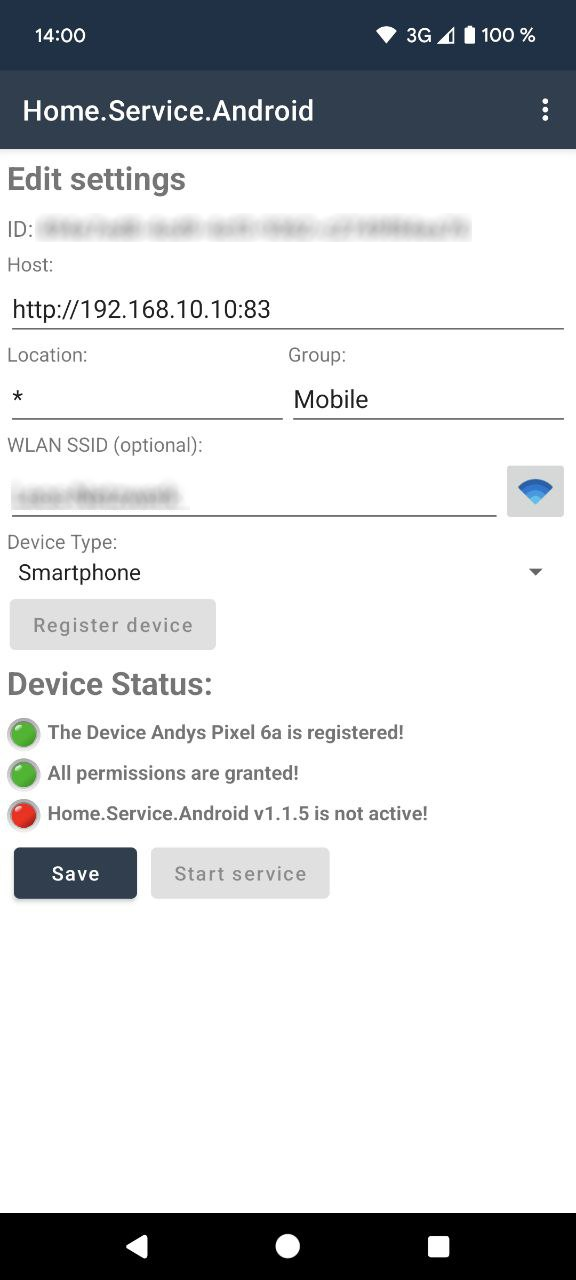 14:00 3G 100 %
Home.Service.Android
Edit settings
ID:
Host:
http://192.168.10.10:83
Location: Group:
* Mobile
WLAN SSID (optional):
Device Type:
Smartphone
Register device
Device Status:
The Device Andys Pixel 6a is registered!
All permissions are granted!
Home.Service.Android v1.1.5 is not active!
Save Start service